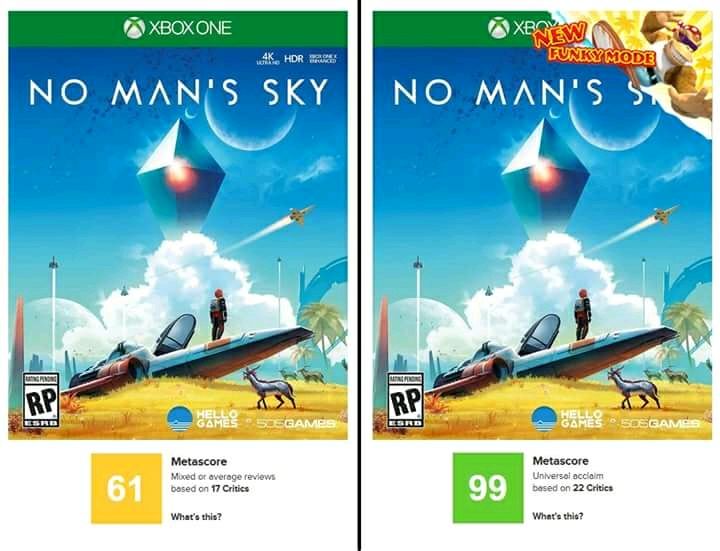 XBOX ONE
4K HDR XBOX ONE X
ULTRA HD ENHANCED
NO MAN'S SKY
RATING PENDING
RP
ESRB
HELLO
GAMES
505GAMES
61
Metascore
Mixed or average reviews
based on 17 Critics
What's this?
XBO
NEW
FUNKY MODE
NO MAN'S S
RATING PENDING
RP
ESRB
HELLO
GAMES
505GAMES
99
Metascore
Universal acclaim
based on 22 Critics
What's this?